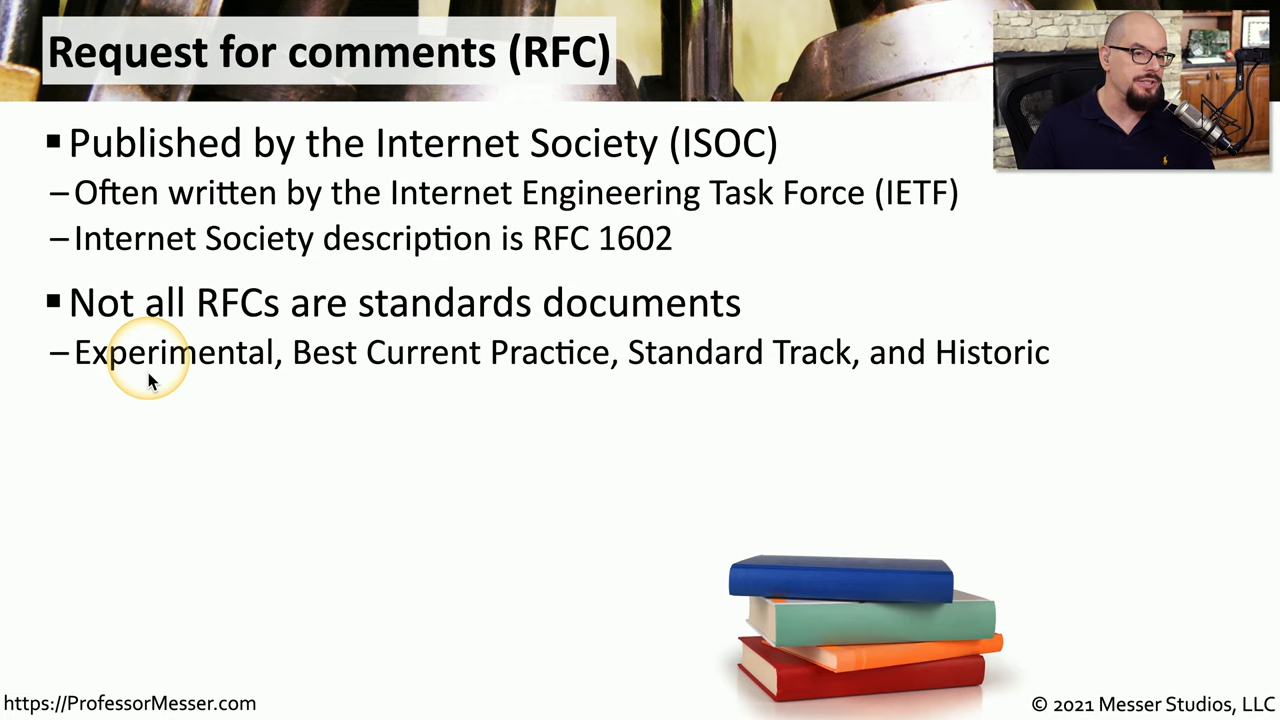 Request for comments (RFC)
▪ Published by the Internet Society (ISOC)
– Often written by the Internet Engineering Task Force (IETF)
– Internet Society description is RFC 1602
▪ Not all RFCs are standards documents
– Experimental, Best Current Practice, Standard Track, and Historic
https://ProfessorMesser.com
© 2021 Messer Studios, LLC